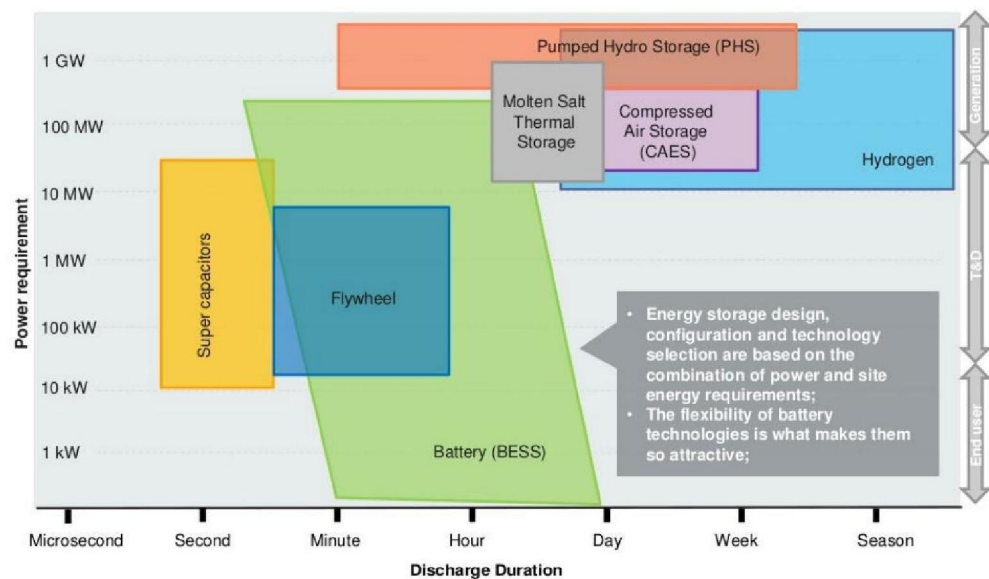 Power requirement
1 GW
100 MW
10 MW
1 MW
100 kW
10 kW
1 kW
Pumped Hydro Storage (PHS)
Molten Salt
Thermal
Storage
Compressed
Air Storage
(CAES)
Hydrogen
Super capacitors
Flywheel
Battery (BESS)
• Energy storage design,
configuration and technology
selection are based on the
combination of power and site
energy requirements;
• The flexibility of battery
technologies is what makes them
so attractive;
Generation
T&D
End user
Microsecond
Second
Minute
Hour
Day
Week
Season
Discharge Duration